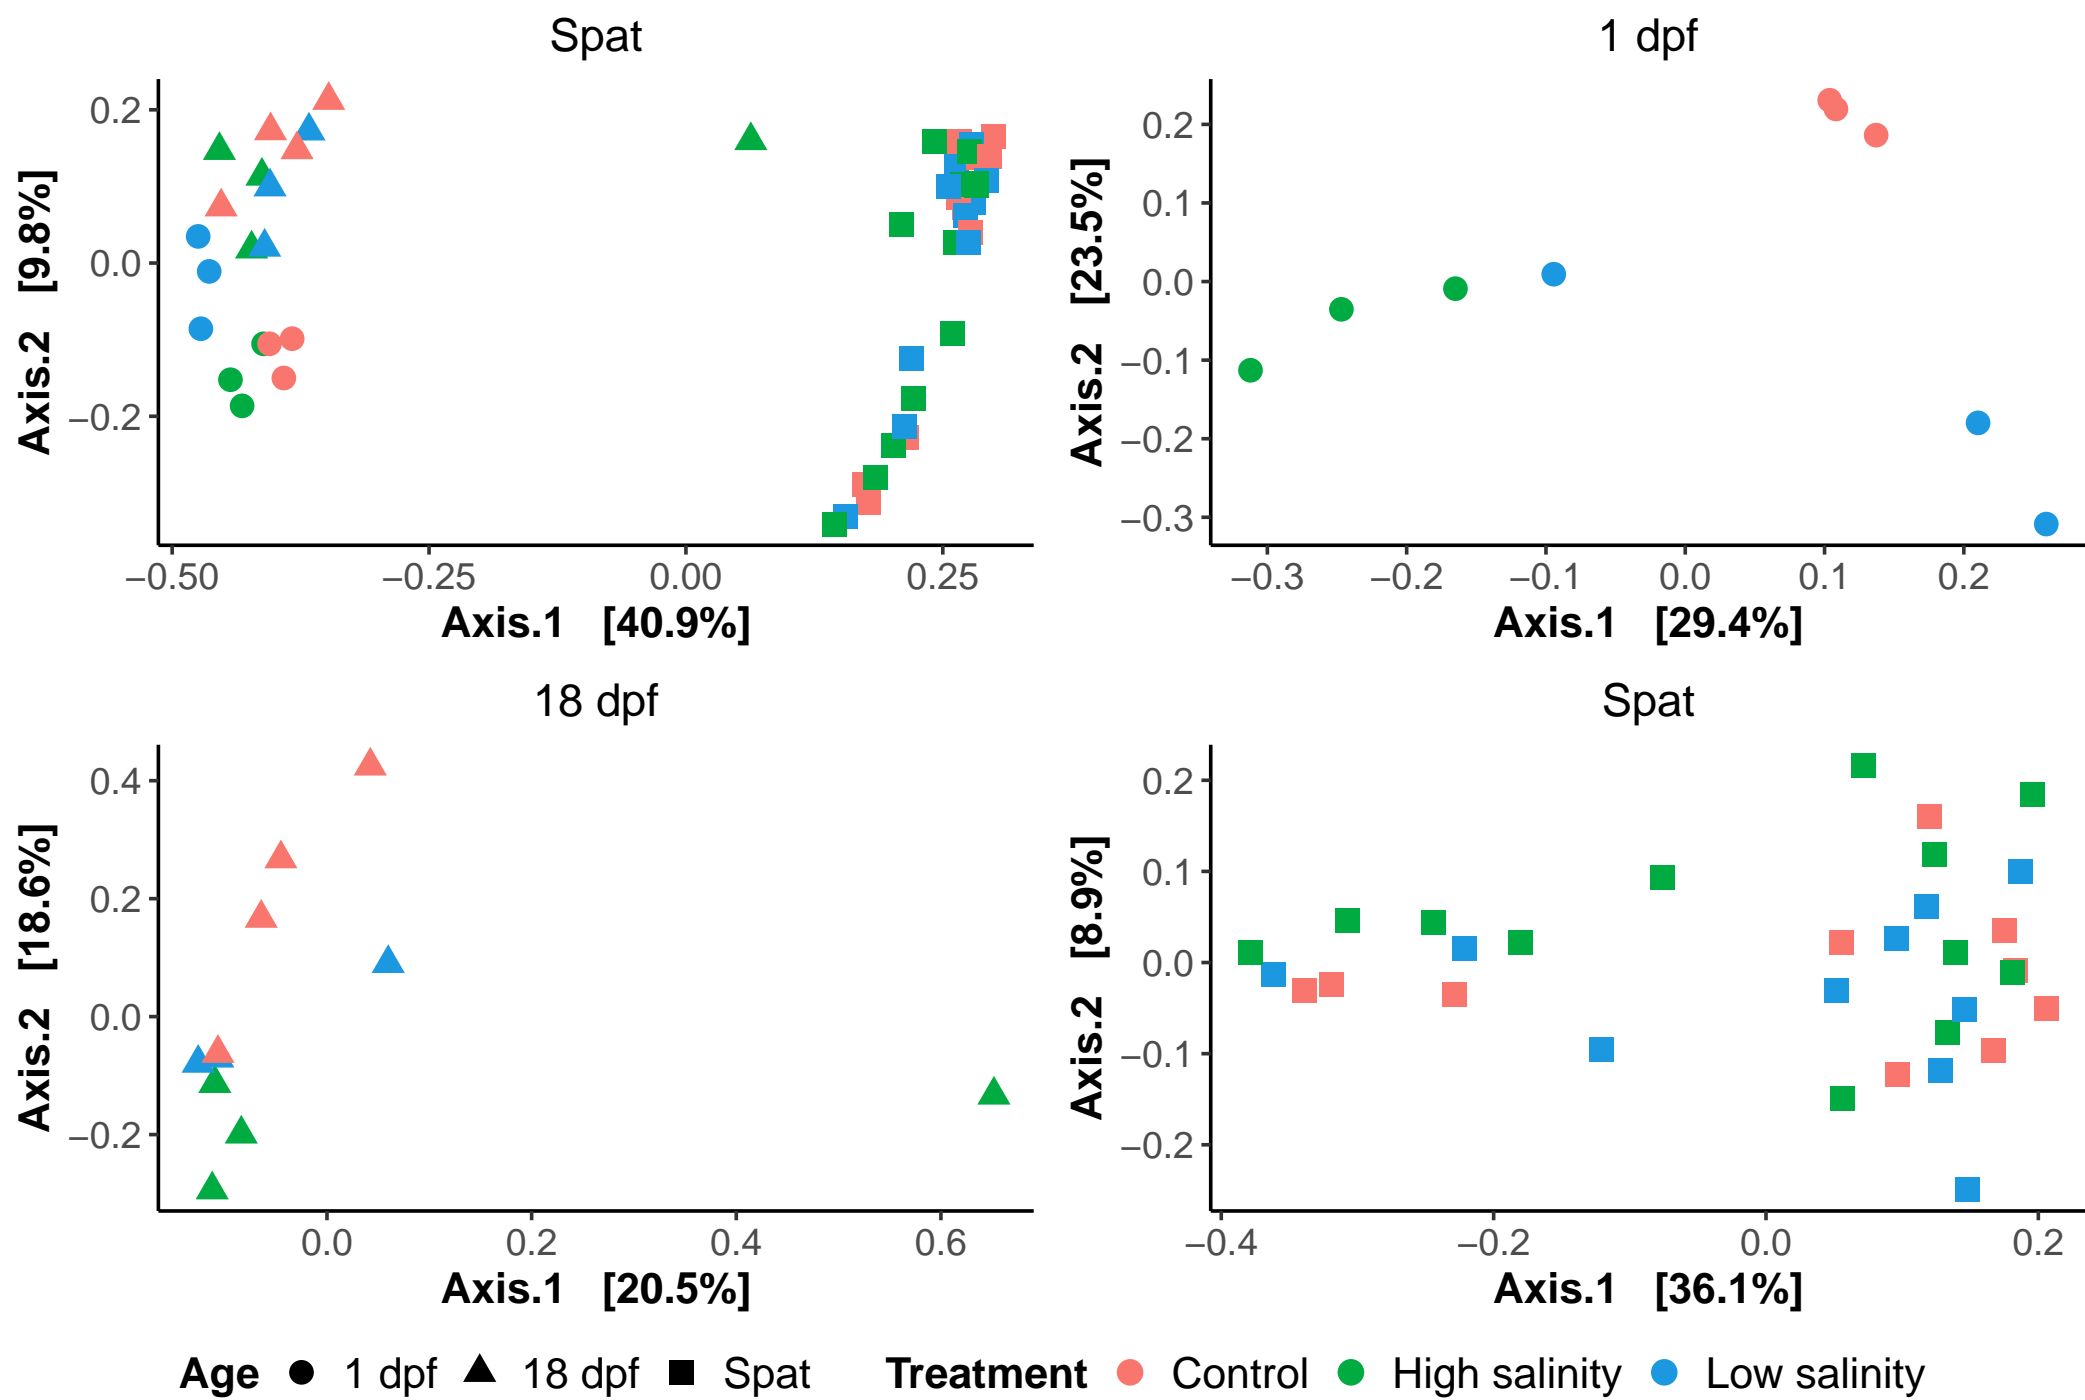 Spat
1 dpf
0.2
0.0
−0.2
Axis.2 [9.8%]
−0.50
−0.25
0.00
0.25
Axis.1 [40.9%]
0.2
0.1
0.0
−0.1
−0.2
−0.3
Axis.2 [23.5%]
−0.3
−0.2
−0.1
0.0
0.1
0.2
Axis.1 [29.4%]
18 dpf
Spat
0.4
0.2
0.0
−0.2
Axis.2 [18.6%]
0.0
0.2
0.4
0.6
Axis.1 [20.5%]
0.2
0.1
0.0
−0.1
−0.2
Axis.2 [8.9%]
−0.4
−0.2
0.0
0.2
Axis.1 [36.1%]
Age 1 dpf 18 dpf Spat Treatment Control High salinity Low salinity